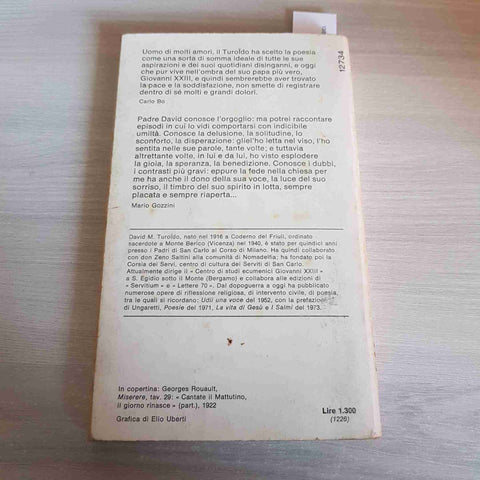 Uomo di molti amori, il Turoldo ha scelto la poesia
come una sorta di somma ideale di tutte le sue
aspirazioni e dei suoi quotidiani disinganni, e oggi
che pur vive nell'ombra del suo papa più vero,
Giovanni XXIII, e quindi sembrerebbe aver trovato
la pace e la soddisfazione, non smette di registrare
dentro di sé molti e grandi dolori.
Carlo Bo
Padre David conosce l'orgoglio: ma potrei raccontare
episodi in cui lo vidi comportarsi con indicibile
umiltà. Conosce la delusione, la solitudine, lo
sconforto, la disperazione: gliel'ho letta nel viso, l'ho
sentita nelle sue parole, tante volte; e tuttavia
altrettante volte, in lui e da lui, ho visto esplodere
la gioia, la speranza, la benedizione. Conosce i dubbi,
i contrasti più gravi: eppure la fede nella chiesa per
me ha anche il dono della sua voce, la luce del suo
sorriso, il timbro del suo spirito in lotta, sempre
placata e sempre riaperta...
Mario Gozzini
David M. Turoldo, nato nel 1916 a Coderno del Friuli, ordinato
sacerdote a Monte Berico (Vicenza) nel 1940, è stato per quindici anni
presso i Padri di San Carlo al Corso di Milano. Ha quindi collaborato
con don Zeno Saltini alla comunità di Nomadelfia; ha fondato poi la
Corsia dei Servi, centro di cultura dei Serviti di San Carlo.
Attualmente dirige il « Centro di studi ecumenici Giovanni XXIII »
a S. Egidio sotto il Monte (Bergamo) e collabora alle edizioni di
« Servitium » e « Lettere 70 ». Dal dopoguerra a oggi ha pubblicato
numerose opere di riflessione religiosa, di intervento civile, di poesia,
tra le quali si ricordano: Udii una voce del 1952, con la prefazione
di Ungaretti, Poesie del 1971, La vita di Gesù e I Salmi del 1973.
In copertina: Georges Rouault,
Miserere, tav. 29: « Cantate il Mattutino,
il giorno rinasce » (part.), 1922
Grafica di Elio Uberti
Lire 1.300
(1226)
12734